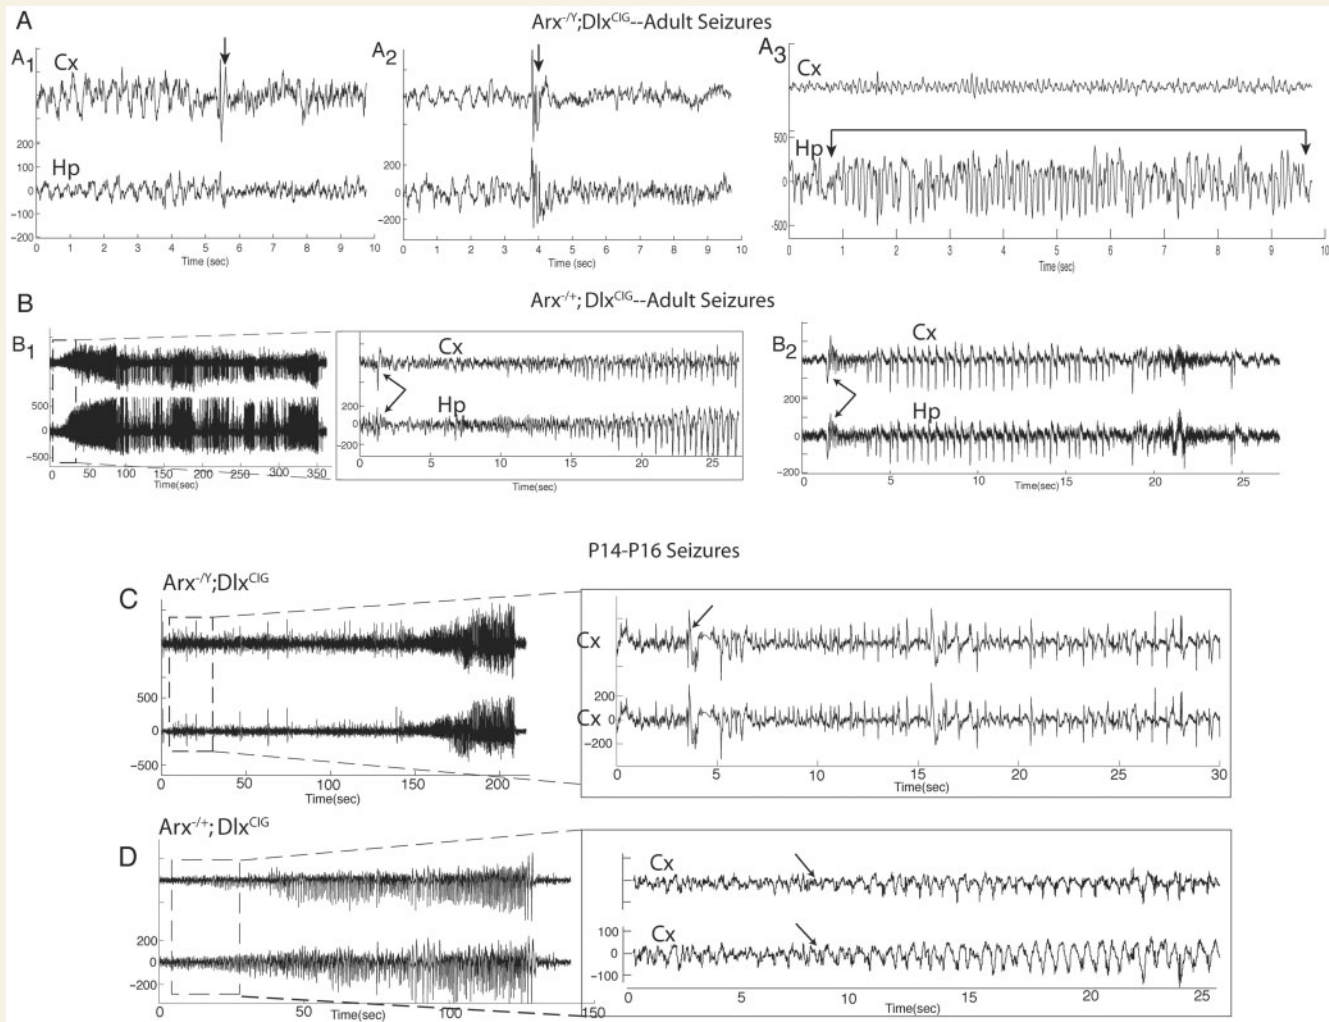 A
Arx-/Y;DlxCIG--Adult Seizures
A1
Cx
200
100
Hp
0
−100
−200
0 1 2 3 4 5 6 7 8 9 10
Time (sec)
A2
200
0
−200
0 1 2 3 4 5 6 7 8 9 10
Time (sec)
A3
Cx
500
Hp
0
-500
0 1 2 3 4 5 6 7 8 9 10
Time (sec)
B
Arx-/+; DlxCIG--Adult Seizures
B1
500
0
−500
0 50 100 150 200 250 300 350
Time(sec)
Cx
Hp
200
0
−200
0 5 10 15 20 25
Time(sec)
B2
Cx
Hp
200
0
−200
0 5 10 15 20 25
Time(sec)
P14-P16 Seizures
Arx-/Y;DlxCIG
C
500
0
−500
0 50 100 150 200
Time(sec)
Cx
Cx
200
0
−200
0 5 10 15 20 25 30
Time(sec)
Arx-/+; DlxCIG
D
200
0
−200
0 50 100 150
Time(sec)
Cx
Cx
100
0
−100
0 5 10 15 20 25
Time(sec)